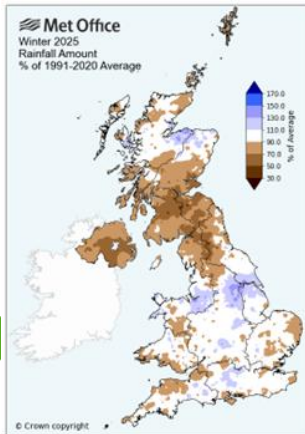 Met Office
Winter 2025
Rainfall Amount
% of 1991-2020 Average
170.0
150.0
130.0
110.0
90.0
70.0
50.0
30.0
% of Average
© Crown copyright